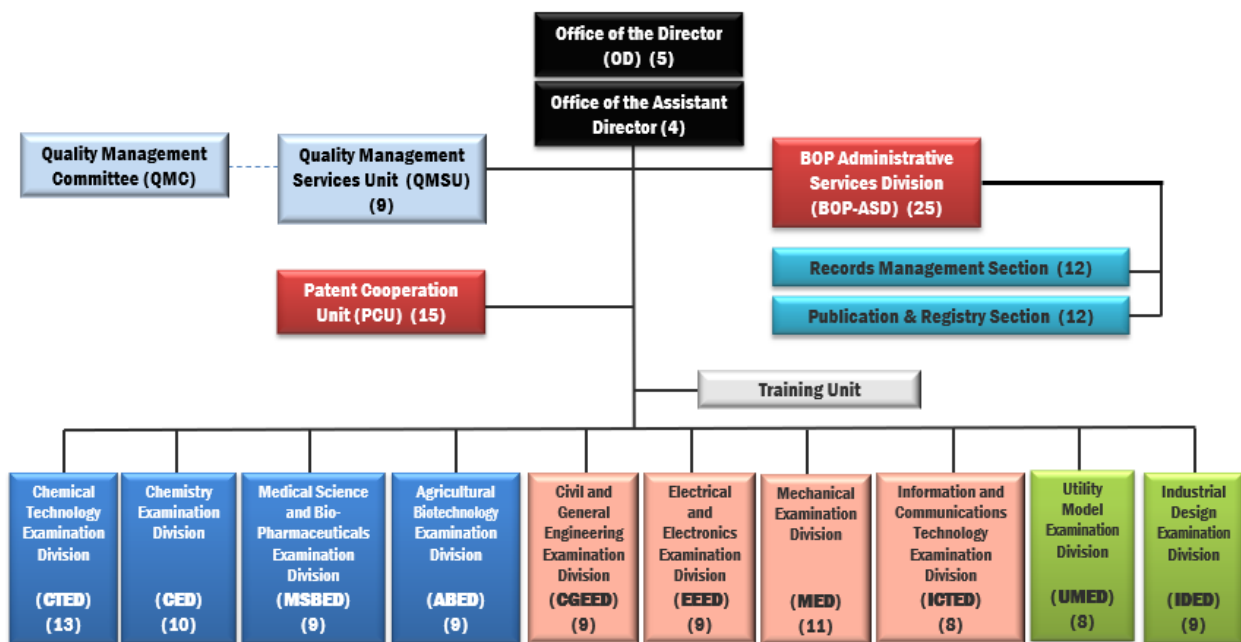 Office of the Director
(OD) (5)
Office of the Assistant
Director (4)
Quality Management
Committee (QMC)
Quality Management
Services Unit (QMSU)
(9)
BOP Administrative
Services Division
(BOP-ASD) (25)
Records Management Section (12)
Publication & Registry Section (12)
Patent Cooperation
Unit (PCU) (15)
Training Unit
Chemical
Technology
Examination
Division
(CTED)
(13)
Chemistry
Examination
Division
(CED)
(10)
Medical Science
and Bio-
Pharmaceuticals
Examination
Division
(MSBED)
(9)
Agricultural
Biotechnology
Examination
Division
(ABED)
(9)
Civil and
General
Engineering
Examination
Division
(CGEED)
(9)
Electrical
and
Electronics
Examination
Division
(EEED)
(9)
Mechanical
Examination
Division
(MED)
(11)
Information and
Communications
Technology
Examination
Division
(ICTED)
(8)
Utility
Model
Examination
Division
(UMED)
(8)
Industrial
Design
Examination
Division
(IDED)
(9)